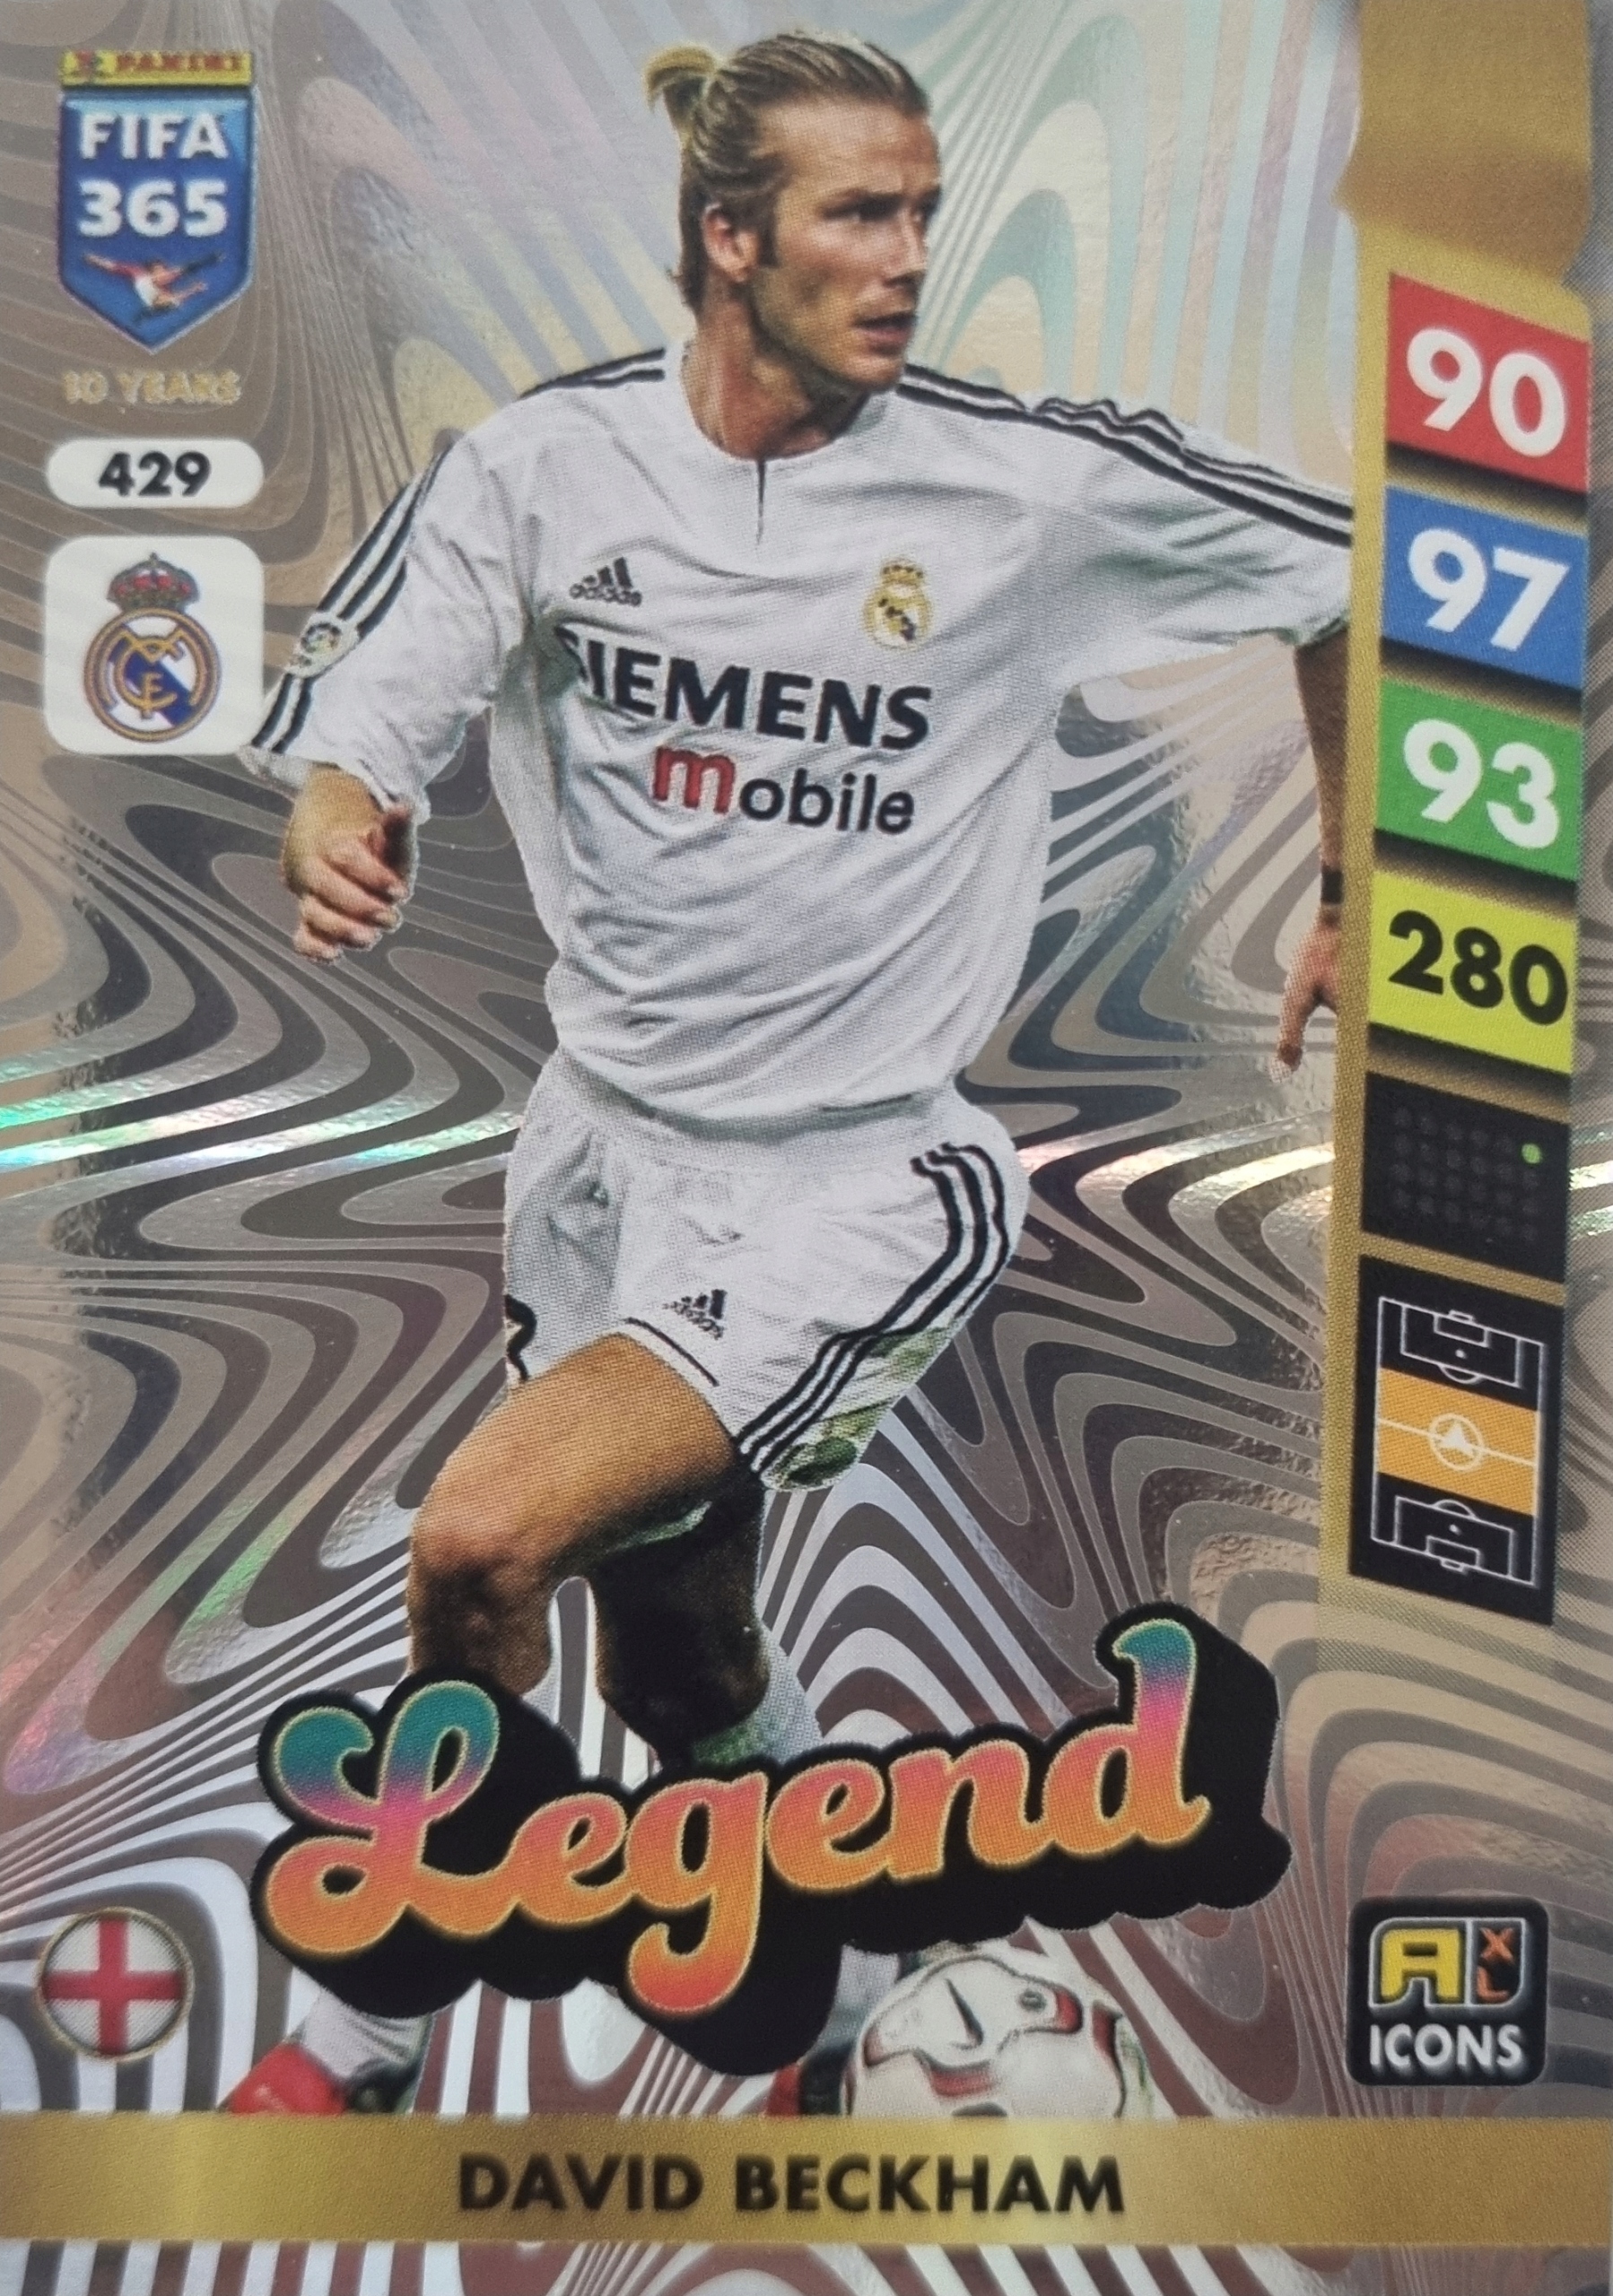 PANINI
FIFA
365
10 YEARS
429
90
97
93
280
adidas
SIEMENS
mobile
adidas
Legend
AXL
ICONS
DAVID BECKHAM